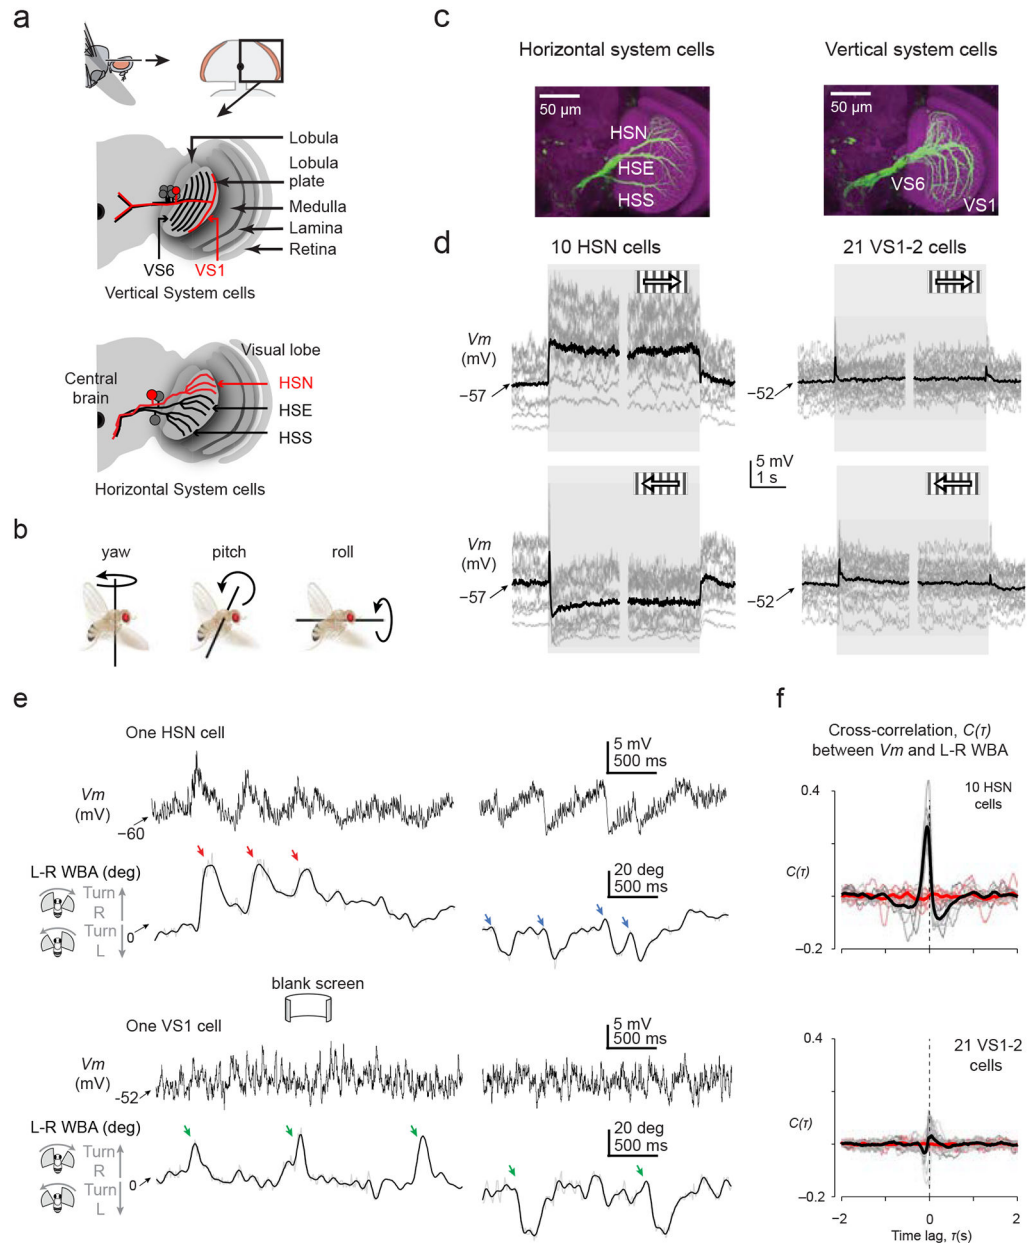 a
Lobula
Lobula
plate
Medulla
Lamina
Retina
VS6
VS1
Vertical System cells
Visual lobe
Central
brain
HSN
HSE
HSS
Horizontal System cells
b
yaw
pitch
roll
c
Horizontal system cells
Vertical system cells
50 µm
HSN
HSE
HSS
50 µm
VS6
VS1
d
10 HSN cells
21 VS1-2 cells
Vm
(mV)
−57
Vm
(mV)
−52
5 mV
1 s
Vm
(mV)
−57
Vm
(mV)
−52
e
One HSN cell
5 mV
500 ms
Vm
(mV)
−60
L-R WBA (deg)
Turn
R
Turn
L
0
20 deg
500 ms
blank screen
One VS1 cell
5 mV
500 ms
Vm
(mV)
-52
L-R WBA (deg)
Turn
R
Turn
L
0
20 deg
500 ms
f
Cross-correlation, C(τ)
between Vm and L-R WBA
0.4
10 HSN
cells
C(τ)
−0.2
0.4
21 VS1-2
cells
C(τ)
−0.2
−2 0 2
Time lag, τ(s)